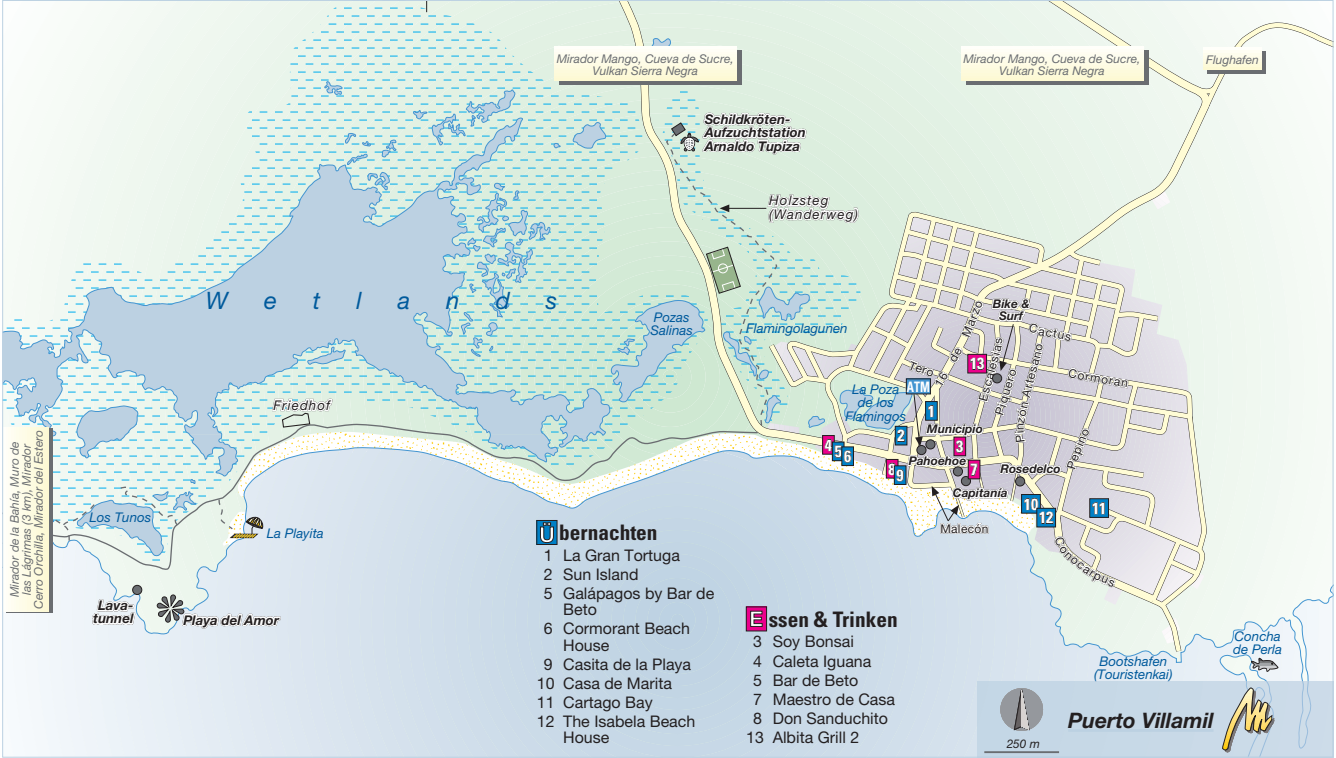 Mirador Mango, Cueva de Sucre,
Vulkan Sierra Negra
Mirador Mango, Cueva de Sucre,
Vulkan Sierra Negra
Flughafen
Schildkröten-
Aufzuchtstation
Arnaldo Tupiza
Holzsteg
(Wanderweg)
Wetlands
Pozas
Salinas
Flamingolagunen
Bike &
Surf
Cactus
16 de Marzo
Escalesias
Piquero
Pinzón Artesano
Cormoran
Tero
13
ATM
La Poza
de los
Flamingos
1
Friedhof
Municipio
2
4
5
6
3
Pepino
Pahoehoe
8
9
7
Rosedelco
Capitanía
Malecón
10
12
11
Conocarpus
Mirador de la Bahía, Muro de
las Lágrimas (3 km), Mirador
Cerro Orchilla, Mirador del Estero
Los Tunos
La Playita
Lava-
tunnel
Playa del Amor
Übernachten
1 La Gran Tortuga
2 Sun Island
5 Galápagos by Bar de
Beto
6 Cormorant Beach
House
9 Casita de la Playa
10 Casa de Marita
11 Cartago Bay
12 The Isabela Beach
House
Essen & Trinken
3 Soy Bonsai
4 Caleta Iguana
5 Bar de Beto
7 Maestro de Casa
8 Don Sanduchito
13 Albita Grill 2
Concha
de Perla
Bootshafen
(Touristenkai)
250 m
Puerto Villamil